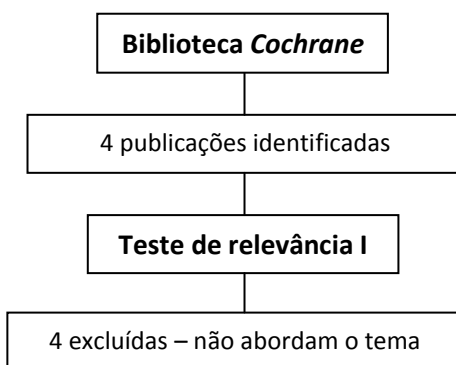 Biblioteca Cochrane
4 publicações identificadas
Teste de relevância I
4 excluídas – não abordam o tema